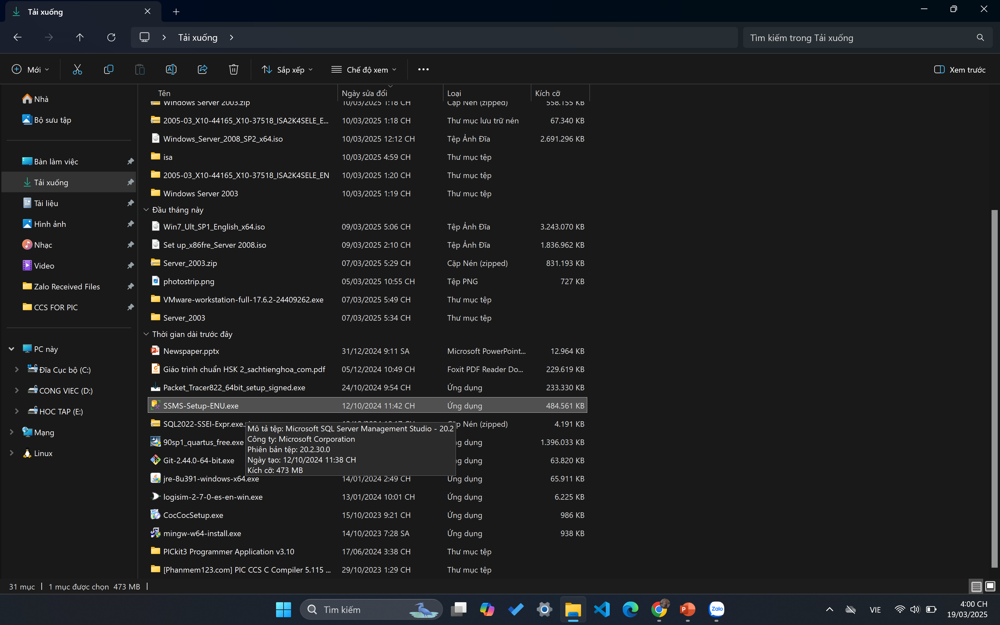 Tải xuống
Tải xuống
Tìm kiếm trong Tải xuống
Mới
Sắp xếp
Chế độ xem
Xem trước
Tên Ngày sửa đổi Loại Kích cỡ
Nhà
Bộ sưu tập
Bàn làm việc
Tải xuống
Tài liệu
Hình ảnh
Nhạc
Video
Zalo Received Files
CCS FOR PIC
PC này
Đĩa Cục bộ (C:)
CONG VIEC (D:)
HOC TAP (E:)
Mạng
Linux
Windows Server 2003.zip 10/03/2025 1:18 CH Cặp Nén (zipped) 558.155 KB
2005-03_X10-44165_X10-37518_ISA2K4SELE_E... 10/03/2025 1:18 CH Thư mục lưu trữ nén 67.340 KB
Windows_Server_2008_SP2_x64.iso 10/03/2025 12:12 CH Tệp Ảnh Đĩa 2.691.296 KB
isa 10/03/2025 4:59 CH Thư mục tệp
2005-03_X10-44165_X10-37518_ISA2K4SELE_EN 10/03/2025 1:20 CH Thư mục tệp
Windows Server 2003 10/03/2025 1:19 CH Thư mục tệp
Đầu tháng này
Win7_Ult_SP1_English_x64.iso 09/03/2025 5:06 CH Tệp Ảnh Đĩa 3.243.070 KB
Set up_x86fre_Server 2008.iso 09/03/2025 2:10 CH Tệp Ảnh Đĩa 1.836.962 KB
Server_2003.zip 07/03/2025 5:29 CH Cặp Nén (zipped) 831.193 KB
photostrip.png 05/03/2025 10:55 CH Tệp PNG 727 KB
VMware-workstation-full-17.6.2-24409262.exe 07/03/2025 5:49 CH Thư mục tệp
Server_2003 07/03/2025 5:34 CH Thư mục tệp
Thời gian dài trước đây
Newspaper.pptx 31/12/2024 9:11 SA Microsoft PowerPoint... 12.964 KB
Giáo trình chuẩn HSK 2_sachtienghoa_com.pdf 05/12/2024 10:49 CH Foxit PDF Reader Do... 229.619 KB
Packet_Tracer822_64bit_setup_signed.exe 24/10/2024 9:54 CH Ứng dụng 233.330 KB
SSMS-Setup-ENU.exe 12/10/2024 11:42 CH Ứng dụng 484.561 KB
SQL2022-SSEI-Expr.exe. Nén (zipped) 4.191 KB
90sp1_quartus_free.exe dụng 1.396.033 KB
Git-2.44.0-64-bit.exe dụng 63.820 KB
jre-8u391-windows-x64.exe 14/01/2024 2:49 CH Ứng dụng 65.911 KB
logisim-2-7-0-es-en-win.exe 13/01/2024 10:01 CH Ứng dụng 6.225 KB
CocCocSetup.exe 15/10/2023 9:21 CH Ứng dụng 986 KB
mingw-w64-install.exe 14/10/2023 7:28 SA Ứng dụng 938 KB
PICkit3 Programmer Application v3.10 17/06/2024 3:38 CH Thư mục tệp
[Phanmem123.com] PIC CCS C Compiler 5.115 ... 29/10/2023 1:29 CH Thư mục tệp
Mô tả tệp: Microsoft SQL Server Management Studio - 20.2
Công ty: Microsoft Corporation
Phiên bản tệp: 20.2.30.0
Ngày tạo: 12/10/2024 11:38 CH
Kích cỡ: 473 MB
31 mục 1 mục được chọn 473 MB
Tìm kiếm
Zalo
VIE
4:00 CH
19/03/2025